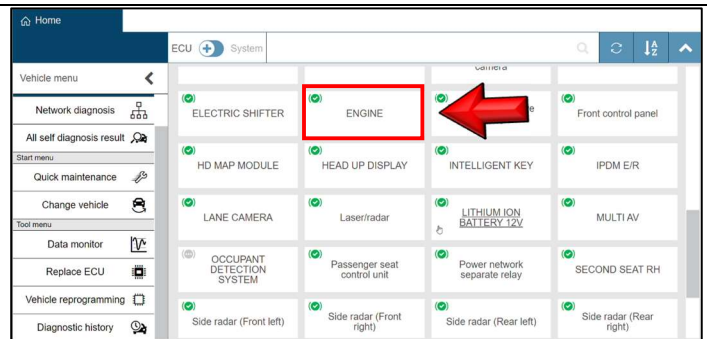 Home
ECU System
Vehicle menu
camera
Network diagnosis
ELECTRIC SHIFTER
ENGINE
Front control panel
All self diagnosis result
Start menu
Quick maintenance
HD MAP MODULE
HEAD UP DISPLAY
INTELLIGENT KEY
IPDM E/R
Change vehicle
LANE CAMERA
Laser/radar
LITHIUM ION
BATTERY 12V
MULTI AV
Tool menu
Data monitor
Replace ECU
OCCUPANT
DETECTION
SYSTEM
Passenger seat
control unit
Power network
separate relay
SECOND SEAT RH
Vehicle reprogramming
Diagnostic history
Side radar (Front left)
Side radar (Front
right)
Side radar (Rear left)
Side radar (Rear
right)